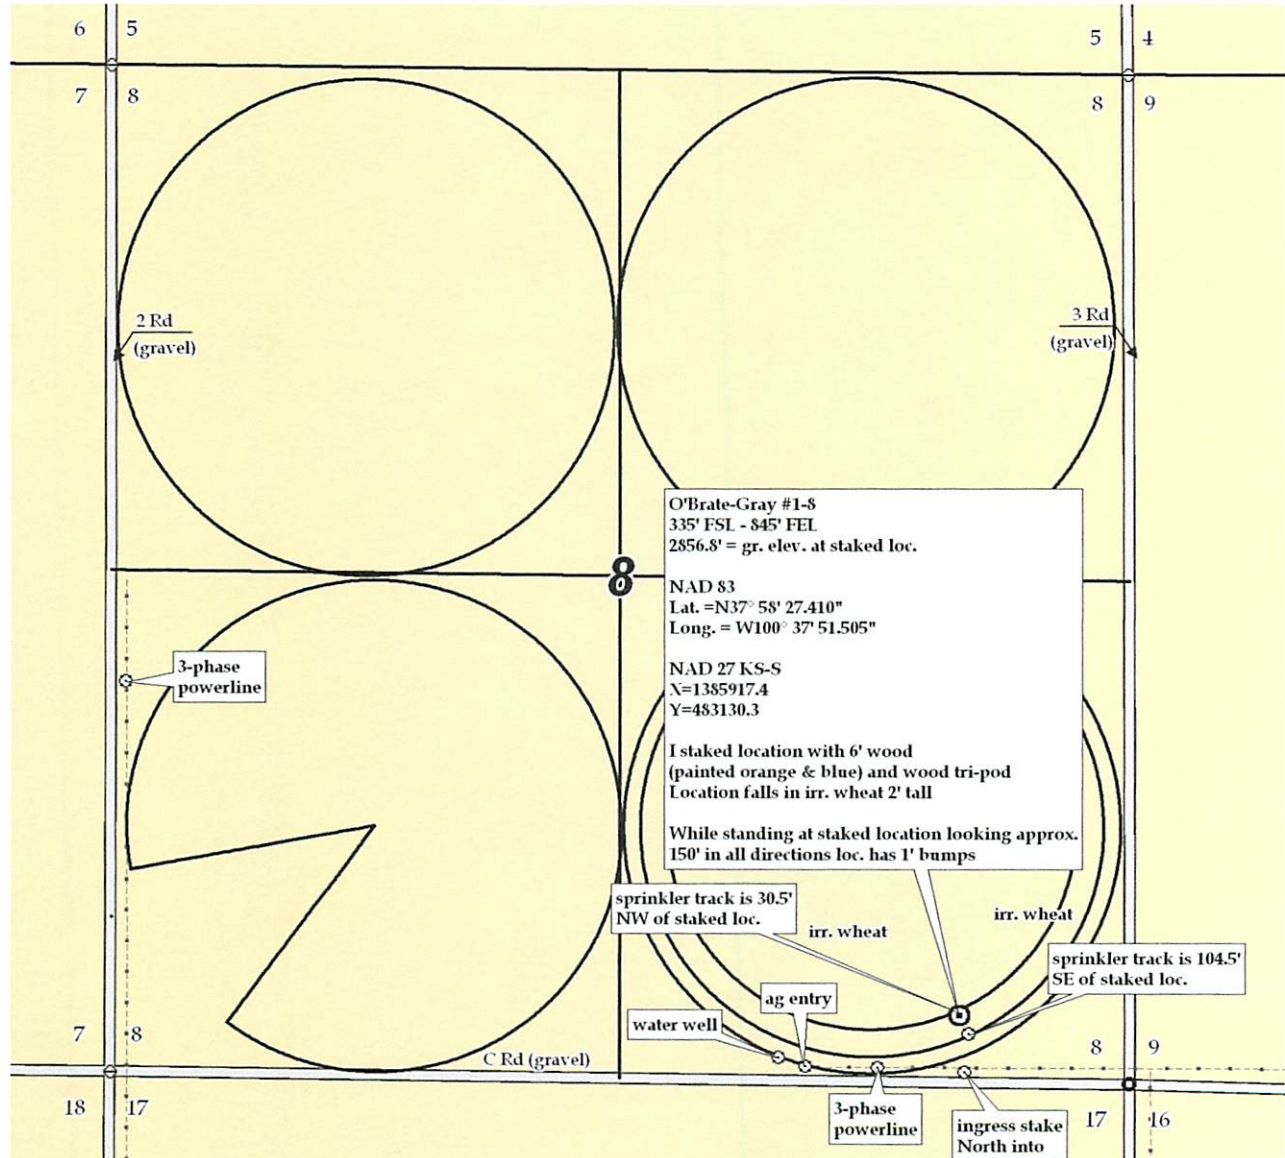 6 5
5 4
7 8
8 9
2 Rd
(gravel)
3 Rd
(gravel)
O'Brate-Gray #1-8
335' FSL - 845' FEL
2856.8' = gr. elev. at staked loc.
NAD 83
Lat. =N37° 58' 27.410"
Long. = W100° 37' 51.505"
NAD 27 KS-S
X=1385917.4
Y=483130.3
I staked location with 6' wood
(painted orange & blue) and wood tri-pod
Location falls in irr. wheat 2' tall
While standing at staked location looking approx.
150' in all directions loc. has 1' bumps
8
3-phase
powerline
sprinkler track is 30.5'
NW of staked loc.
irr. wheat
irr. wheat
sprinkler track is 104.5'
SE of staked loc.
ag entry
water well
7 8
C Rd (gravel)
8 9
18 17
3-phase
powerline
ingress stake
North into
17 16